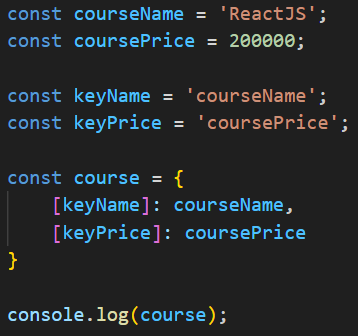 const courseName = 'ReactJS';
const coursePrice = 200000;
const keyName = 'courseName';
const keyPrice = 'coursePrice';
const course = {
    [keyName]: courseName,
    [keyPrice]: coursePrice
}
console.log(course);